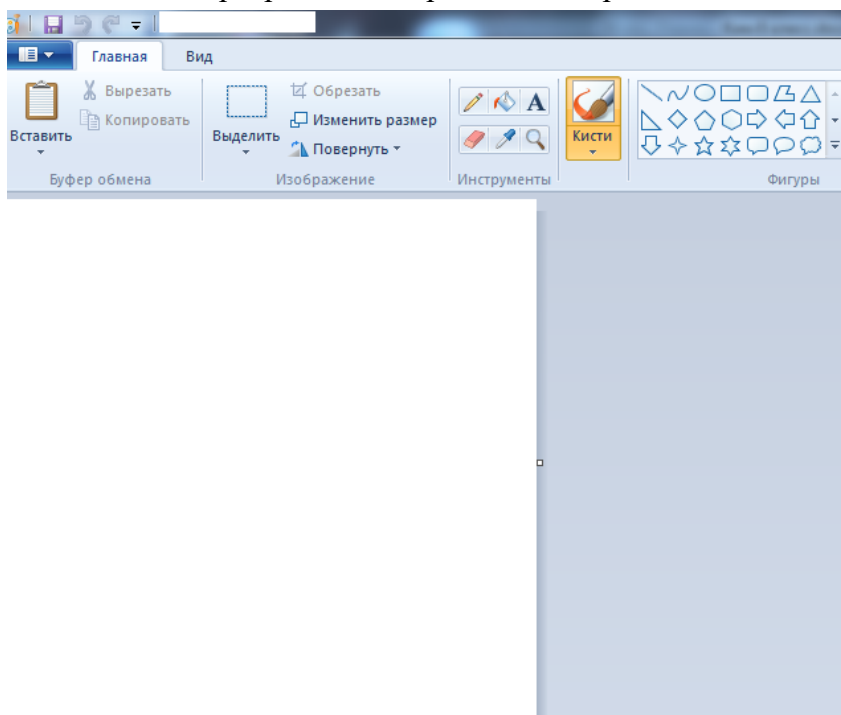 Главная Вид
Вставить
Вырезать
Копировать
Буфер обмена
Выделить
Обрезать
Изменить размер
Повернуть
Изображение
A
Инструменты
Кисти
Фигуры